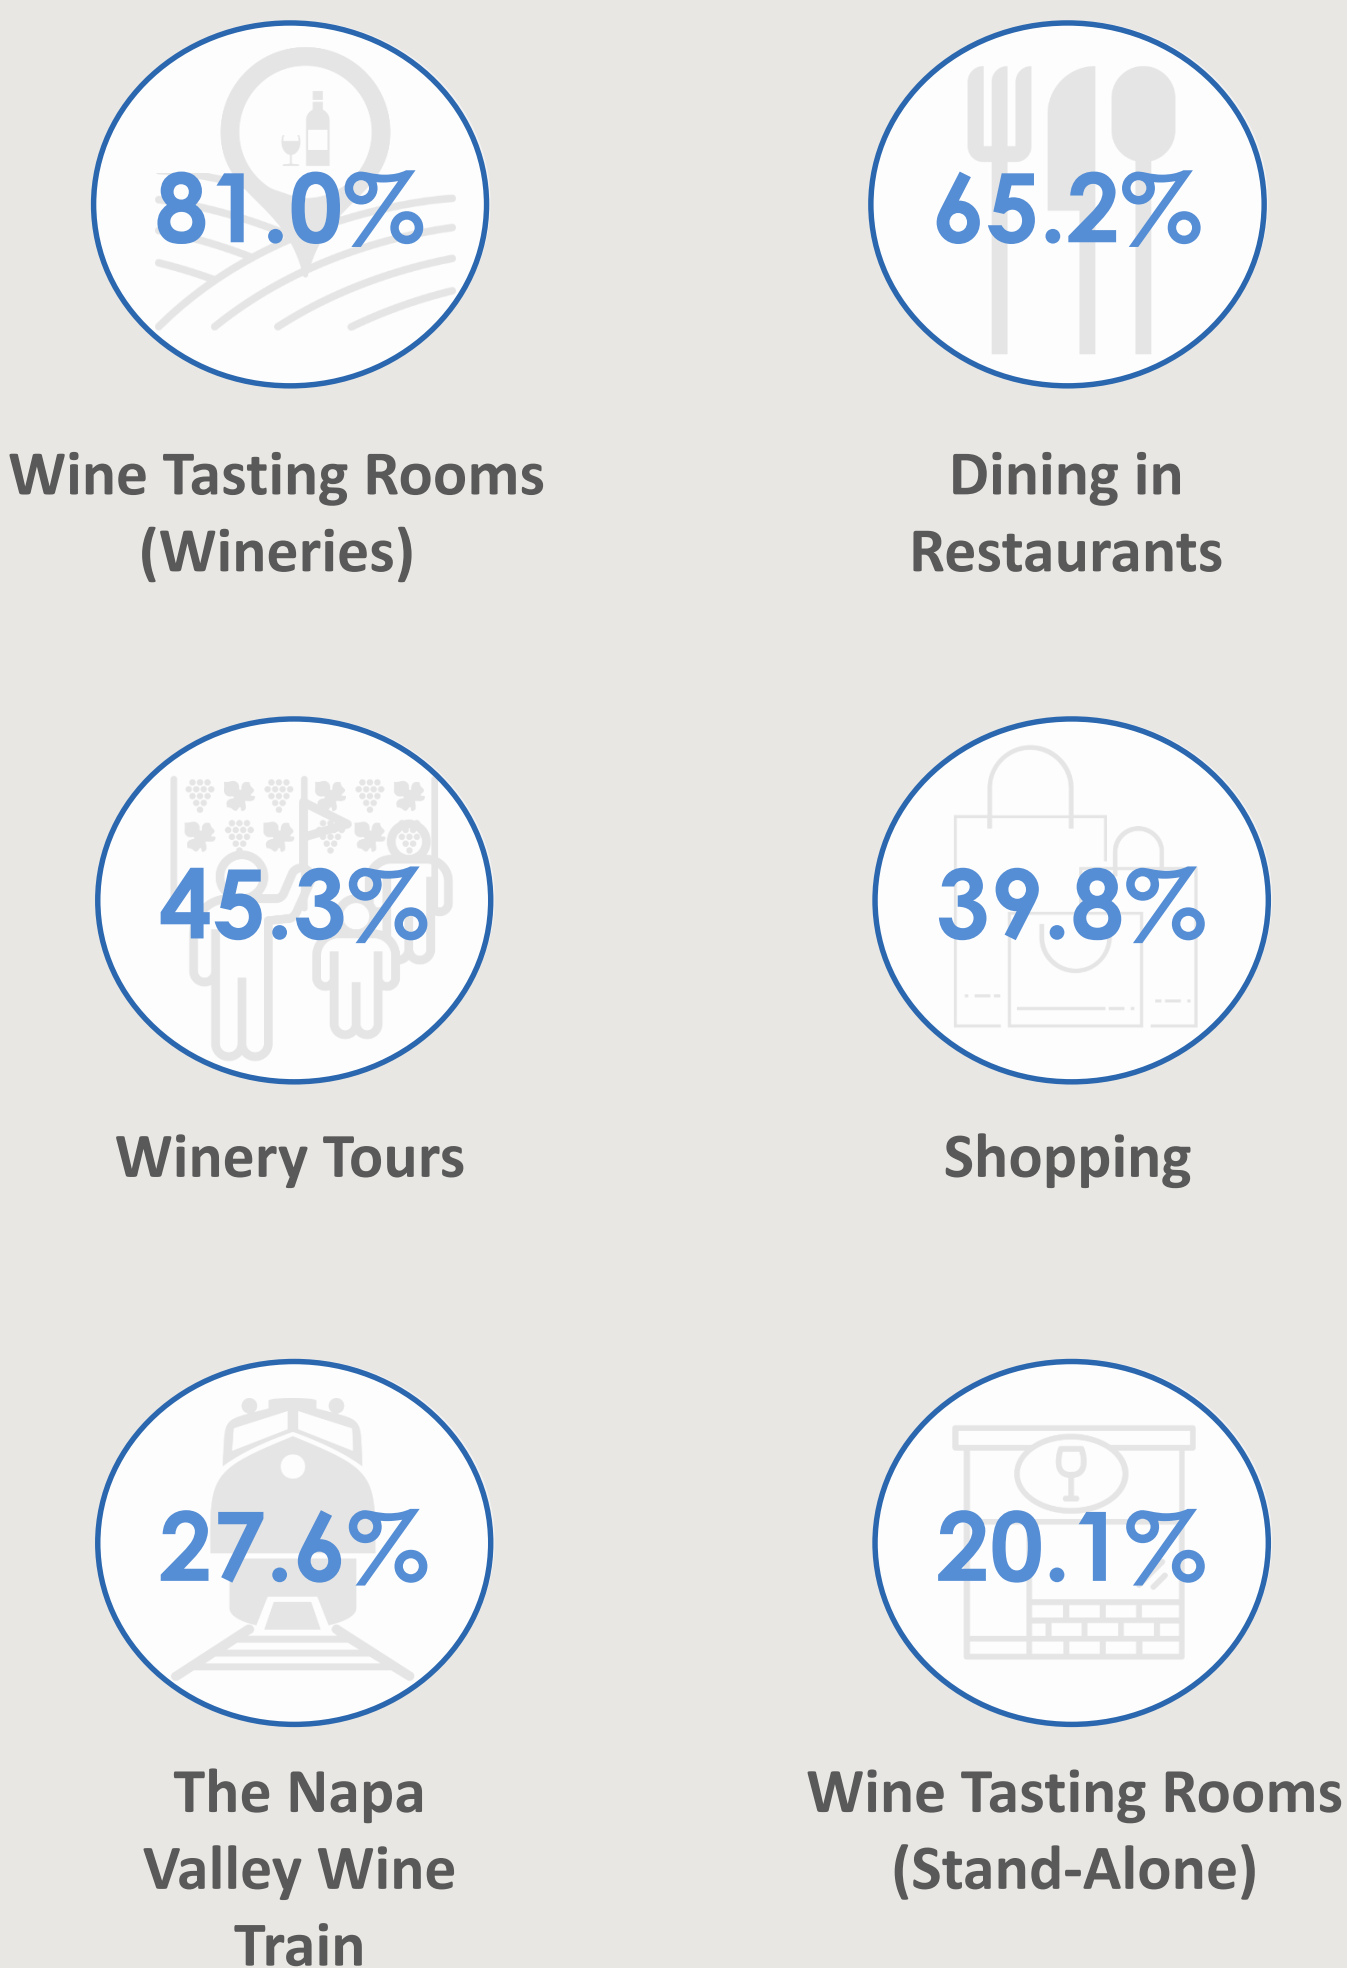 81.0%
Wine Tasting Rooms
(Wineries)
65.2%
Dining in
Restaurants
45.3%
Winery Tours
39.8%
Shopping
27.6%
The Napa
Valley Wine
Train
20.1%
Wine Tasting Rooms
(Stand-Alone)